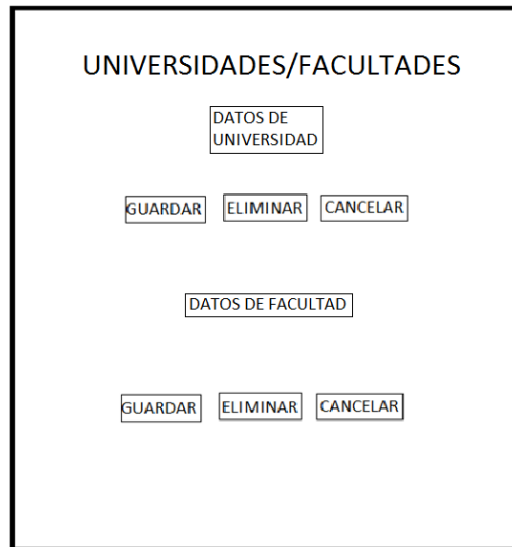 UNIVERSIDADES/FACULTADES
DATOS DE
UNIVERSIDAD
GUARDAR ELIMINAR CANCELAR
DATOS DE FACULTAD
GUARDAR ELIMINAR CANCELAR